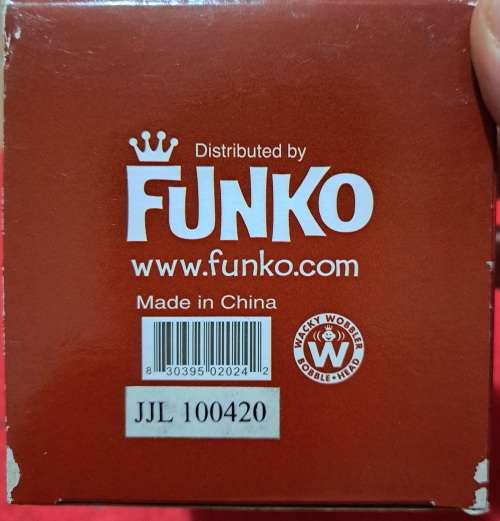 Distributed by
FUNKO
www.funko.com
Made in China
8 30395 02024 2
WACKY WOBBLER
W
BOBBLE-HEAD
JJL 100420